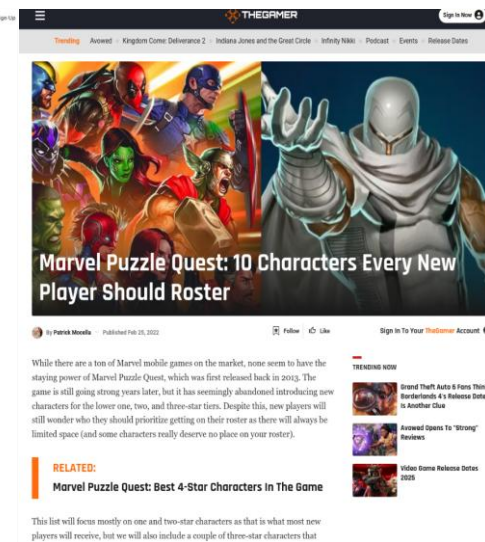 Sign Up
THEGAMER
Sign In Now
Trending Avowed Kingdom Come: Deliverance 2 Indiana Jones and the Great Circle Infinity Nikki Podcast Events Release Dates
Marvel Puzzle Quest: 10 Characters Every New
Player Should Roster
By Patrick Mocella Published Feb 25, 2022
Follow Like
Sign In To Your TheGamer Account
While there are a ton of Marvel mobile games on the market, none seem to have the
staying power of Marvel Puzzle Quest, which was first released back in 2013. The
game is still going strong years later, but it has seemingly abandoned introducing new
characters for the lower one, two, and three-star tiers. Despite this, new players will
still wonder who they should prioritize getting on their roster as there will always be
limited space (and some characters really deserve no place on your roster).
RELATED:
Marvel Puzzle Quest: Best 4-Star Characters In The Game
This list will focus mostly on one and two-star characters as that is what most new
players will receive, but we will also include a couple of three-star characters that
TRENDING NOW
Grand Theft Auto 6 Fans Thin
Borderlands 4's Release Date
Is Another Clue
Avowed Opens To "Strong"
Reviews
Video Game Release Dates
2025